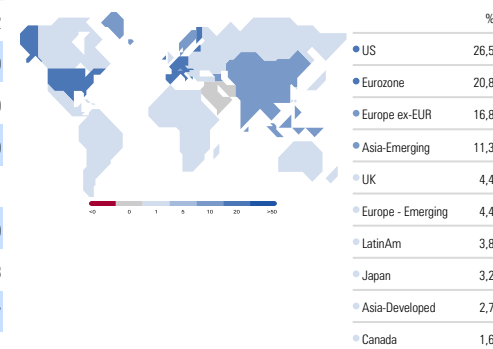 %
US 26,5
Eurozone 20,8
Europe ex-EUR 16,8
Asia-Emerging 11,3
UK 4,4
Europe - Emerging 4,4
LatinAm 3,8
Japan 3,2
Asia-Developed 2,7
Canada 1,6
<0 0 1 5 10 20 >50